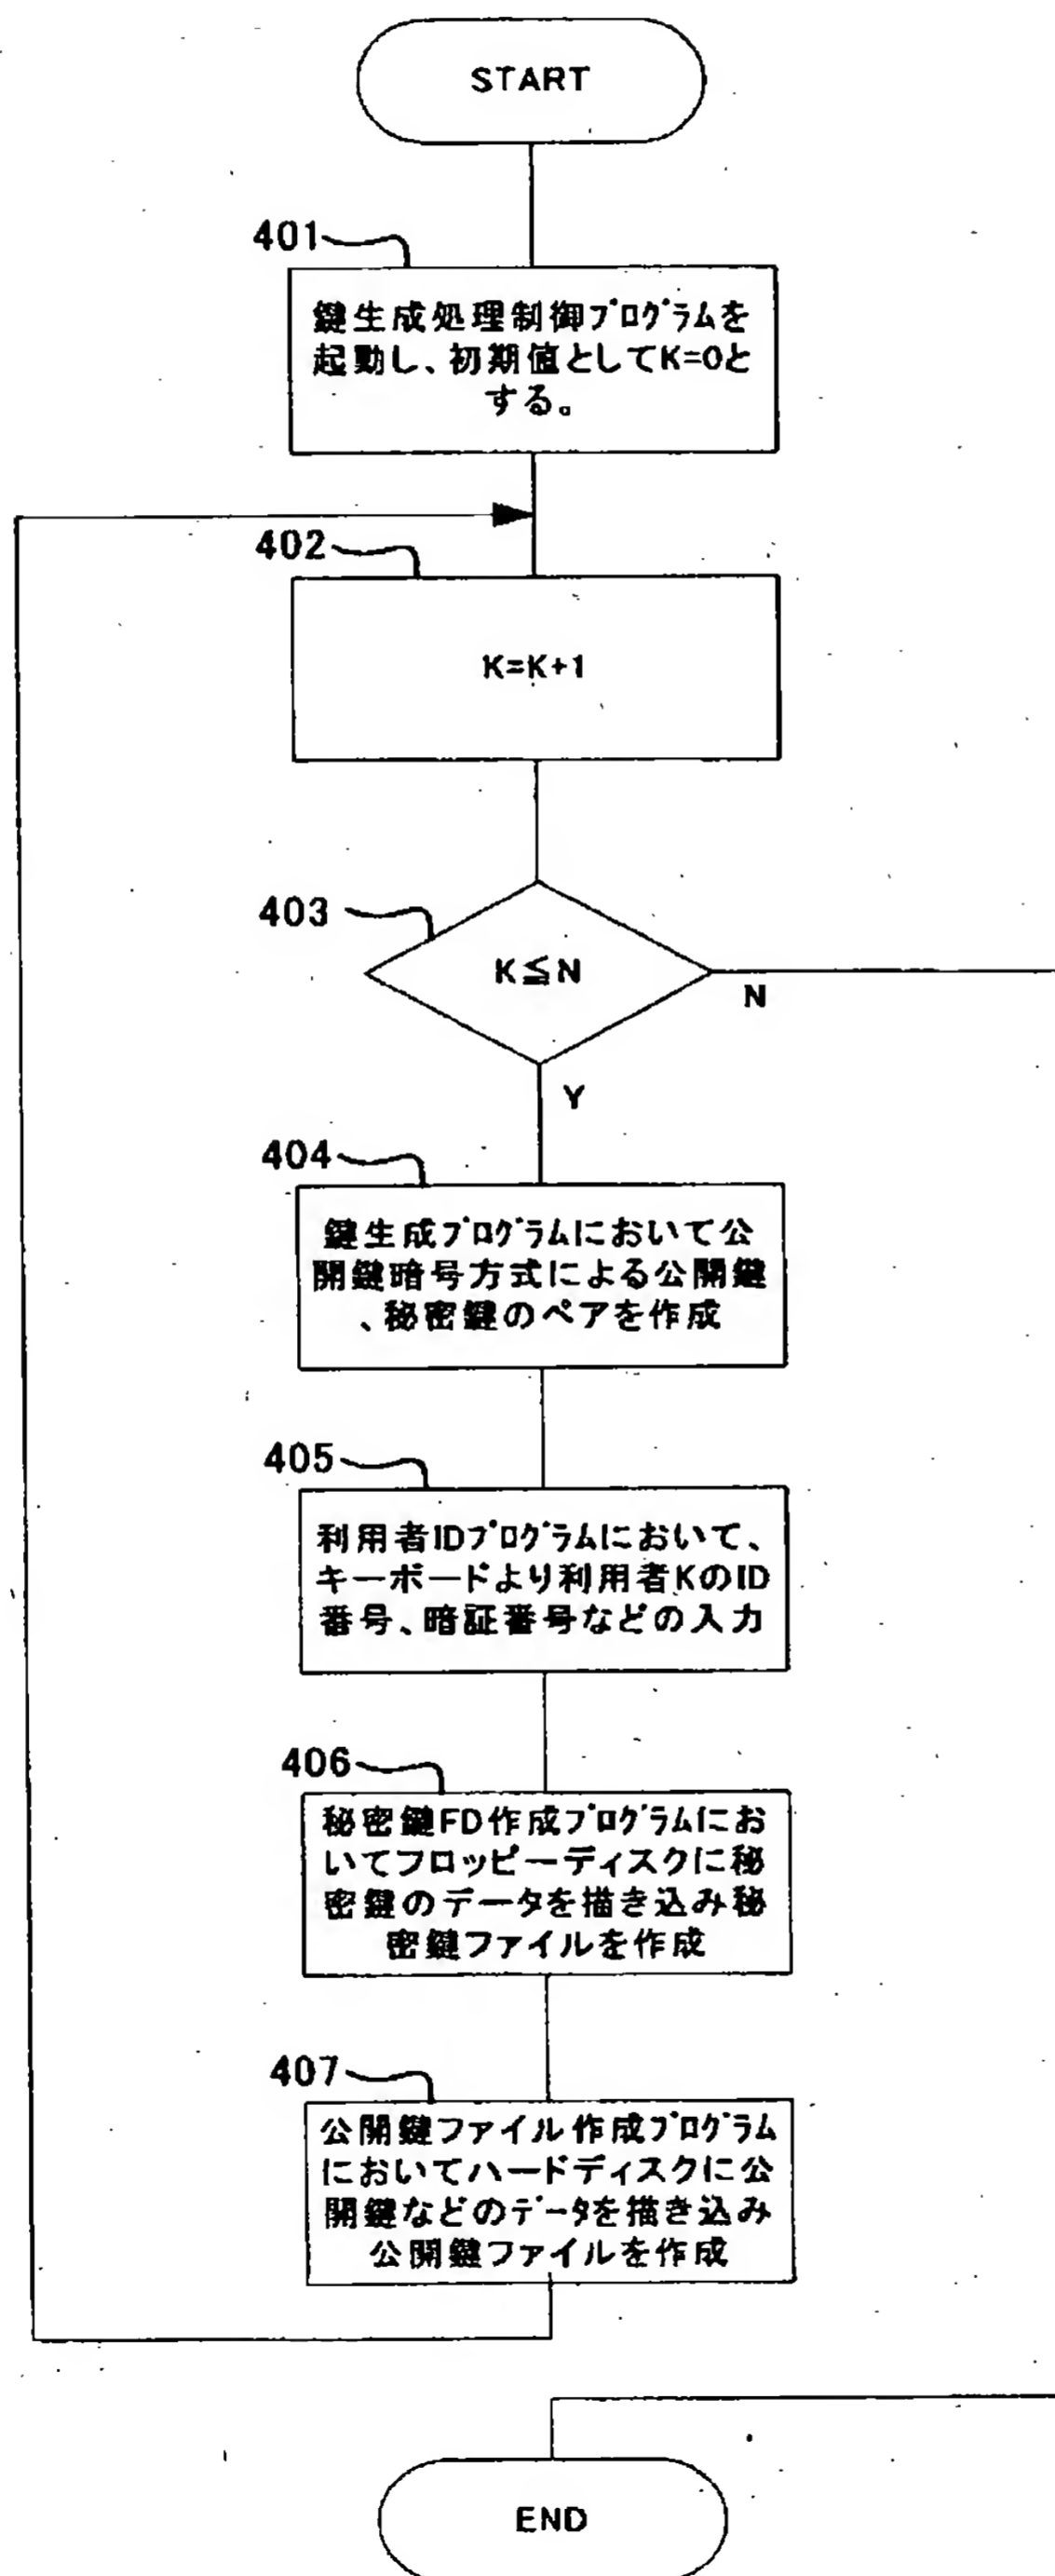 START
401
鍵生成処理制御プログラムを
起動し、初期値としてK=0と
する。
402
K=K+1
403
K≦N
N
Y
404
鍵生成プログラムにおいて公
開鍵暗号方式による公開鍵
、秘密鍵のペアを作成
405
利用者IDプログラムにおいて、
キーボードより利用者KのID
番号、暗証番号などの入力
406
秘密鍵FD作成プログラムにお
いてフロッピーディスクに秘
密鍵のデータを描き込み秘
密鍵ファイルを作成
407
公開鍵ファイル作成プログラム
においてハードディスクに公
開鍵などのデータを描き込み
公開鍵ファイルを作成
END